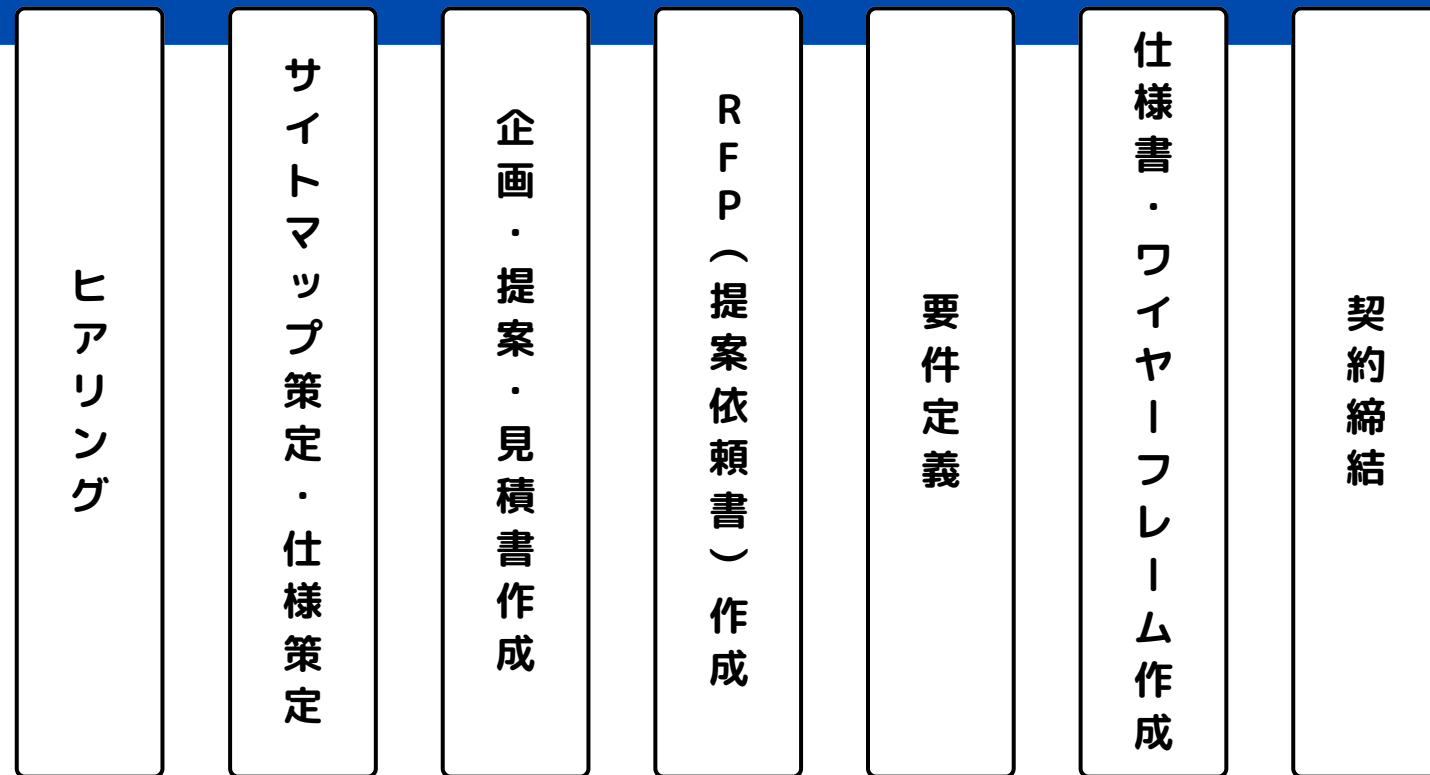 ヒアリング
サイトマップ策定・仕様策定
企画・提案・見積書作成
RFP（提案依頼書）作成
要件定義
仕様書・ワイヤーフレーム作成
契約締結